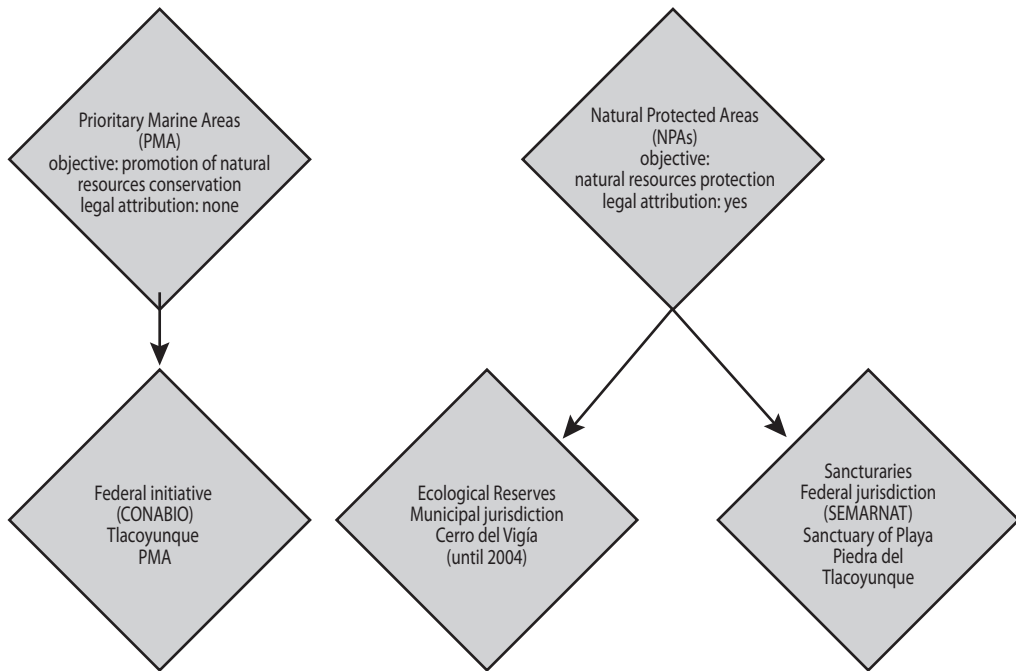 Prioritary Marine Areas
(PMA)
objective: promotion of natural
resources conservation
legal attribution: none
Natural Protected Areas
(NPAs)
objective:
natural resources protection
legal attribution: yes
Federal initiative
(CONABIO)
Tlacoyunque
PMA
Ecological Reserves
Municipal jurisdiction
Cerro del Vigía
(until 2004)
Sancturaries
Federal jurisdiction
(SEMARNAT)
Sanctuary of Playa
Piedra del
Tlacoyunque